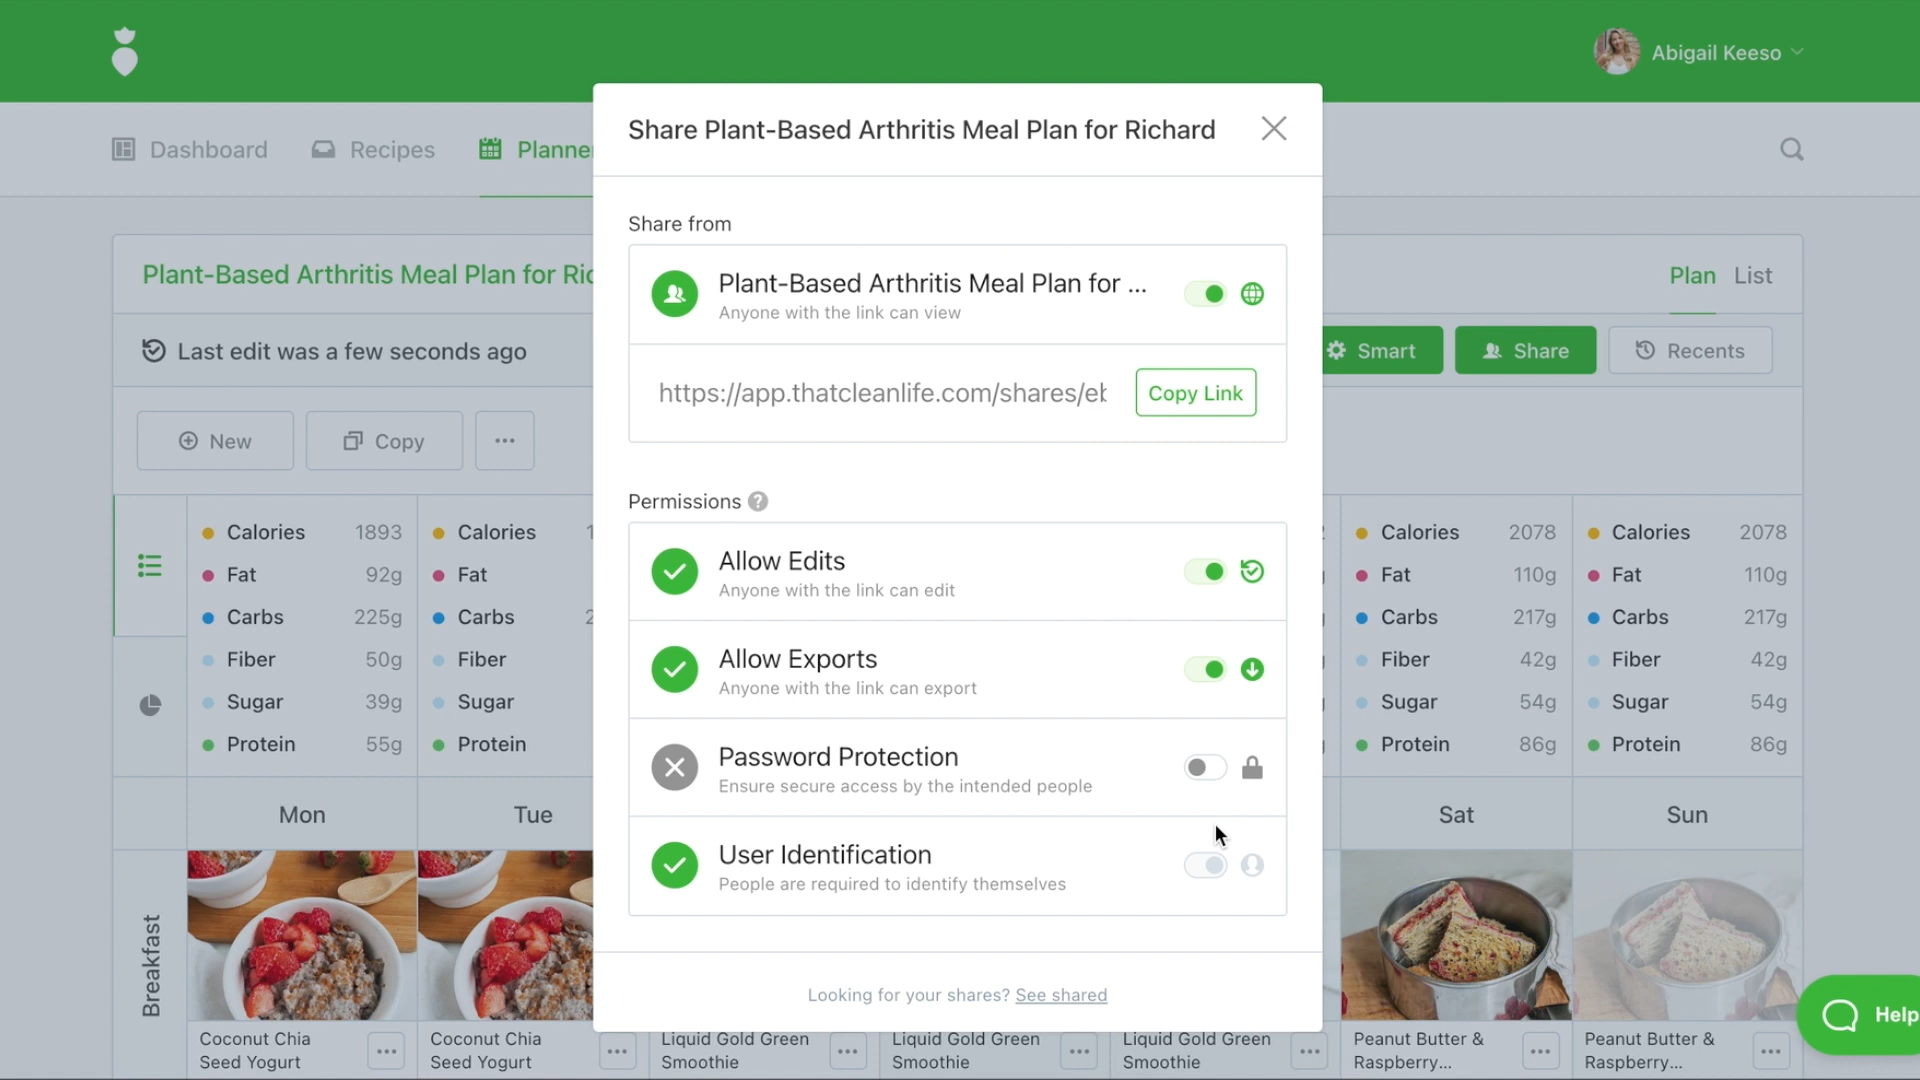 Abigail Keeso
Dashboard
Recipes
Share Plant-Based Arthritis Meal Plan for Richard
Share from
Plant-Based Arthritis Meal Plan for ...
Anyone with the link can view
https://app.thatcleanlife.com/shares/
Copy Link
Permissions ?
Allow Edits
Anyone with the link can edit
Allow Exports
Anyone with the link can export
Password Protection
Ensure secure access by the intended people
User Identification
People are required to identify themselves
Looking for your shares? See shared
Plant-Based Arthritis Meal Plan for
Plan List
Last edit was a few seconds ago
Smart Share Recents
New Copy ...
Calories 1893
Fat 92g
Carbs 225g
Fiber 50g
Sugar 39g
Protein 55g
Calories
Fat
Carbs
Fiber
Sugar
Protein
Calories 2078
Fat 110g
Carbs 217g
Fiber 42g
Sugar 54g
Protein 86g
Calories 2078
Fat 110g
Carbs 217g
Fiber 42g
Sugar 54g
Protein 86g
Mon Tue Sat Sun
Breakfast
Coconut Chia
Seed Yogurt
...
Coconut Chia
Seed Yogurt
...
Liquid Gold Green
Smoothie
...
Liquid Gold Green
Smoothie
...
Liquid Gold Green
Smoothie
...
Peanut Butter &
Raspberry...
...
Peanut Butter &
Raspberry...
...
Help